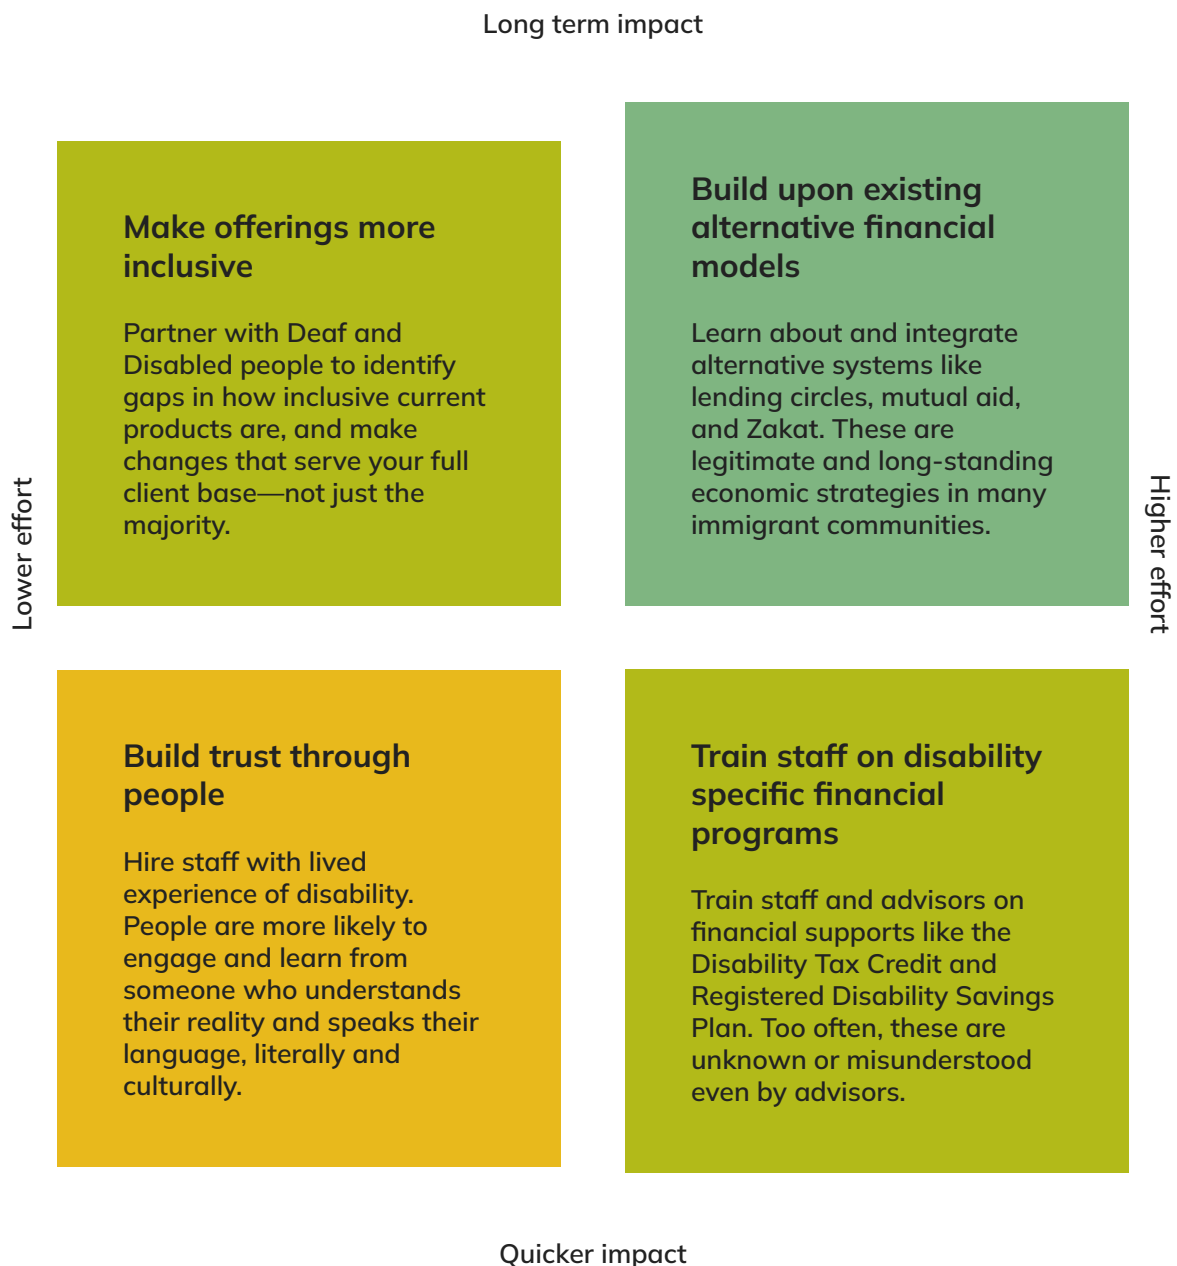 Long term impact
Make offerings more
inclusive
Partner with Deaf and
Disabled people to identify
gaps in how inclusive current
products are, and make
changes that serve your full
client base—not just the
majority.
Build upon existing
alternative financial
models
Learn about and integrate
alternative systems like
lending circles, mutual aid,
and Zakat. These are
legitimate and long-standing
economic strategies in many
immigrant communities.
Lower effort
Higher effort
Build trust through
people
Hire staff with lived
experience of disability.
People are more likely to
engage and learn from
someone who understands
their reality and speaks their
language, literally and
culturally.
Train staff on disability
specific financial
programs
Train staff and advisors on
financial supports like the
Disability Tax Credit and
Registered Disability Savings
Plan. Too often, these are
unknown or misunderstood
even by advisors.
Quicker impact